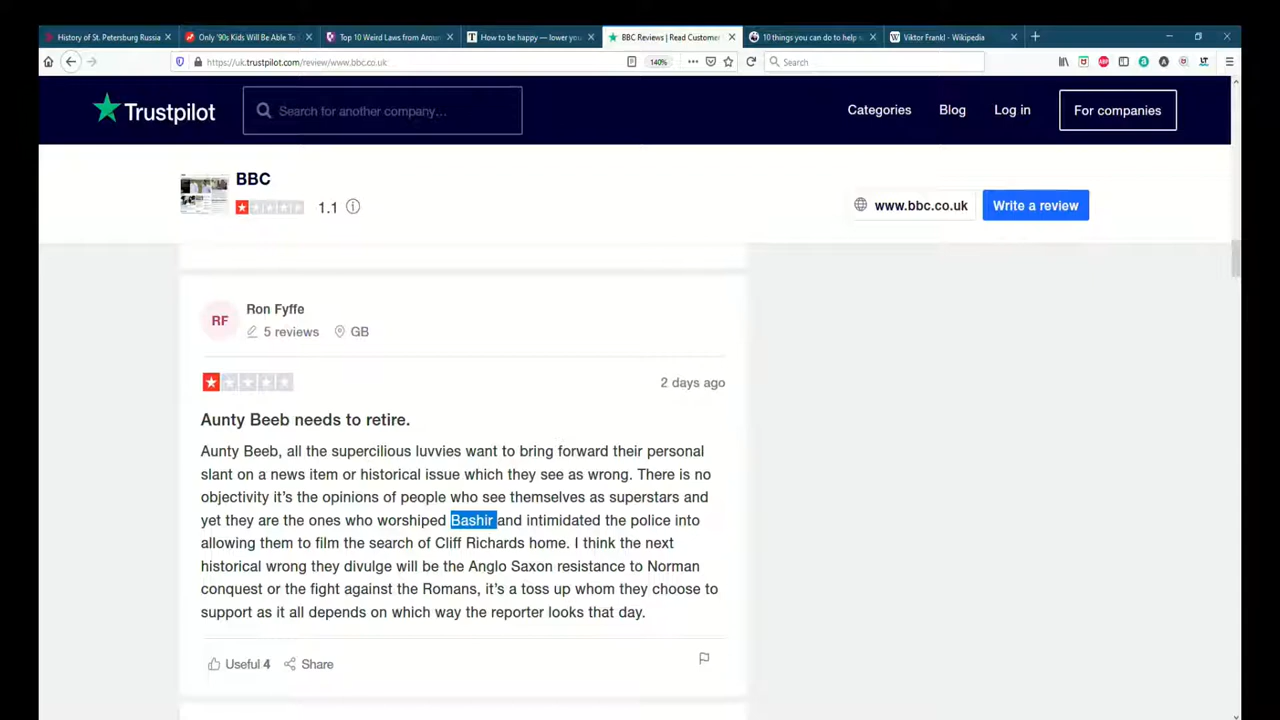 History of St. Petersburg Russia
Only '90s Kids Will Be Able To
Top 10 Weird Laws from Aroun
How to be happy — lower you
BBC Reviews | Read Customer
10 things you can do to help
Viktor Frankl - Wikipedia
https://uk.trustpilot.com/review/www.bbc.co.uk
140%
Search
Trustpilot
Search for another company...
Categories
Blog
Log in
For companies
BBC
1.1
www.bbc.co.uk
Write a review
RF
Ron Fyffe
5 reviews
GB
2 days ago
Aunty Beeb needs to retire.
Aunty Beeb, all the supercilious luvvies want to bring forward their personal
slant on a news item or historical issue which they see as wrong. There is no
objectivity it's the opinions of people who see themselves as superstars and
yet they are the ones who worshiped Bashir and intimidated the police into
allowing them to film the search of Cliff Richards home. I think the next
historical wrong they divulge will be the Anglo Saxon resistance to Norman
conquest or the fight against the Romans, it's a toss up whom they choose to
support as it all depends on which way the reporter looks that day.
Useful 4
Share